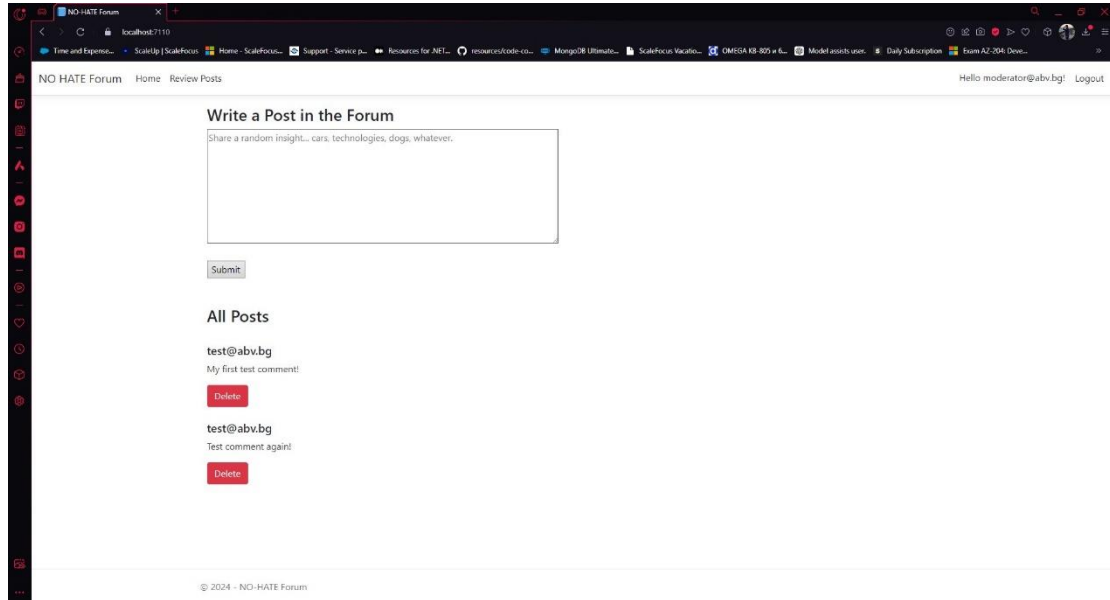 NO-HATE Forum
localhost:7110
Time and Expense... ScaleUp | ScaleFocus Home - ScaleFocus... Support - Service p... Resources for .NET... resources/code-co... MongoDB Ultimate... ScaleFocus Vacatio... OMEGA KB-805 и 6... Model assists user. Daily Subscription Exam AZ-204: Deve...
NO HATE Forum Home Review Posts Hello moderator@abv.bg! Logout
Write a Post in the Forum
Share a random insight... cars, technologies, dogs, whatever.
Submit
All Posts
test@abv.bg
My first test comment!
Delete
test@abv.bg
Test comment again!
Delete
© 2024 - NO-HATE Forum